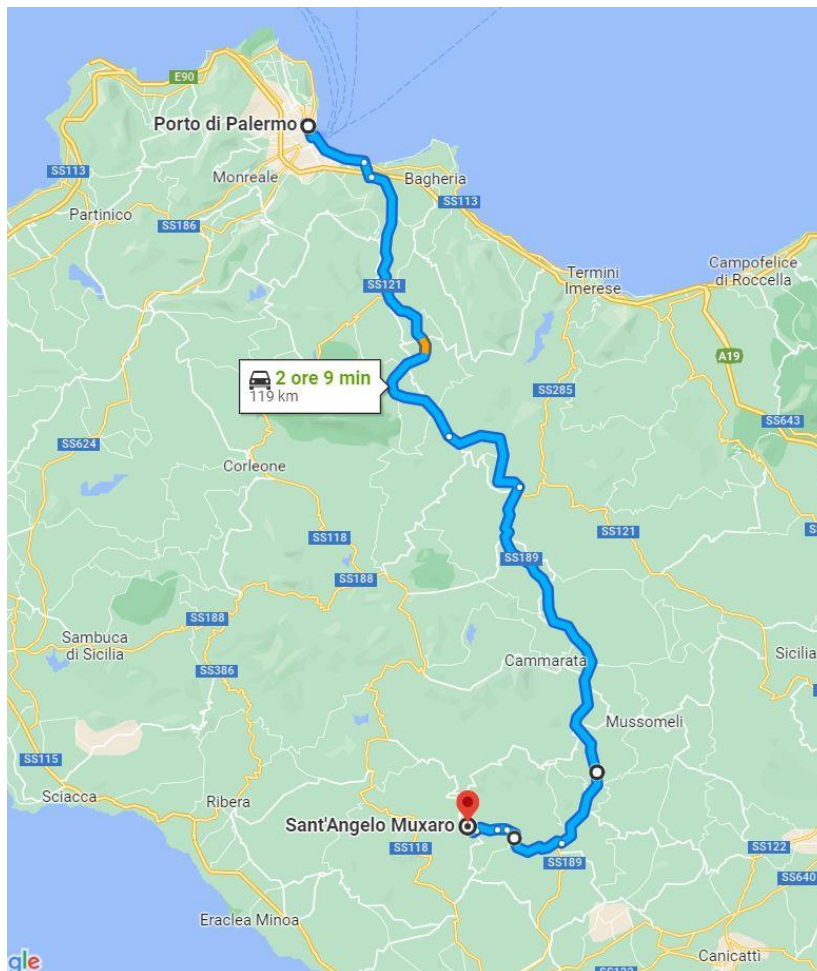 E90
Porto di Palermo
SS113
Monreale
Bagheria
SS113
Partinico
SS186
Campofelice
di Roccella
Termini
Imerese
SS121
A19
2 ore 9 min
119 km
SS285
SS643
SS624
Corleone
SS121
SS118
SS189
SS188
SS188
Sambuca
di Sicilia
Cammarata
Sicilia
SS386
Mussomeli
SS115
Sciacca
Ribera
Sant'Angelo Muxaro
SS118
SS189
SS122
SS640
Eraclea Minoa
Canicattì
gle